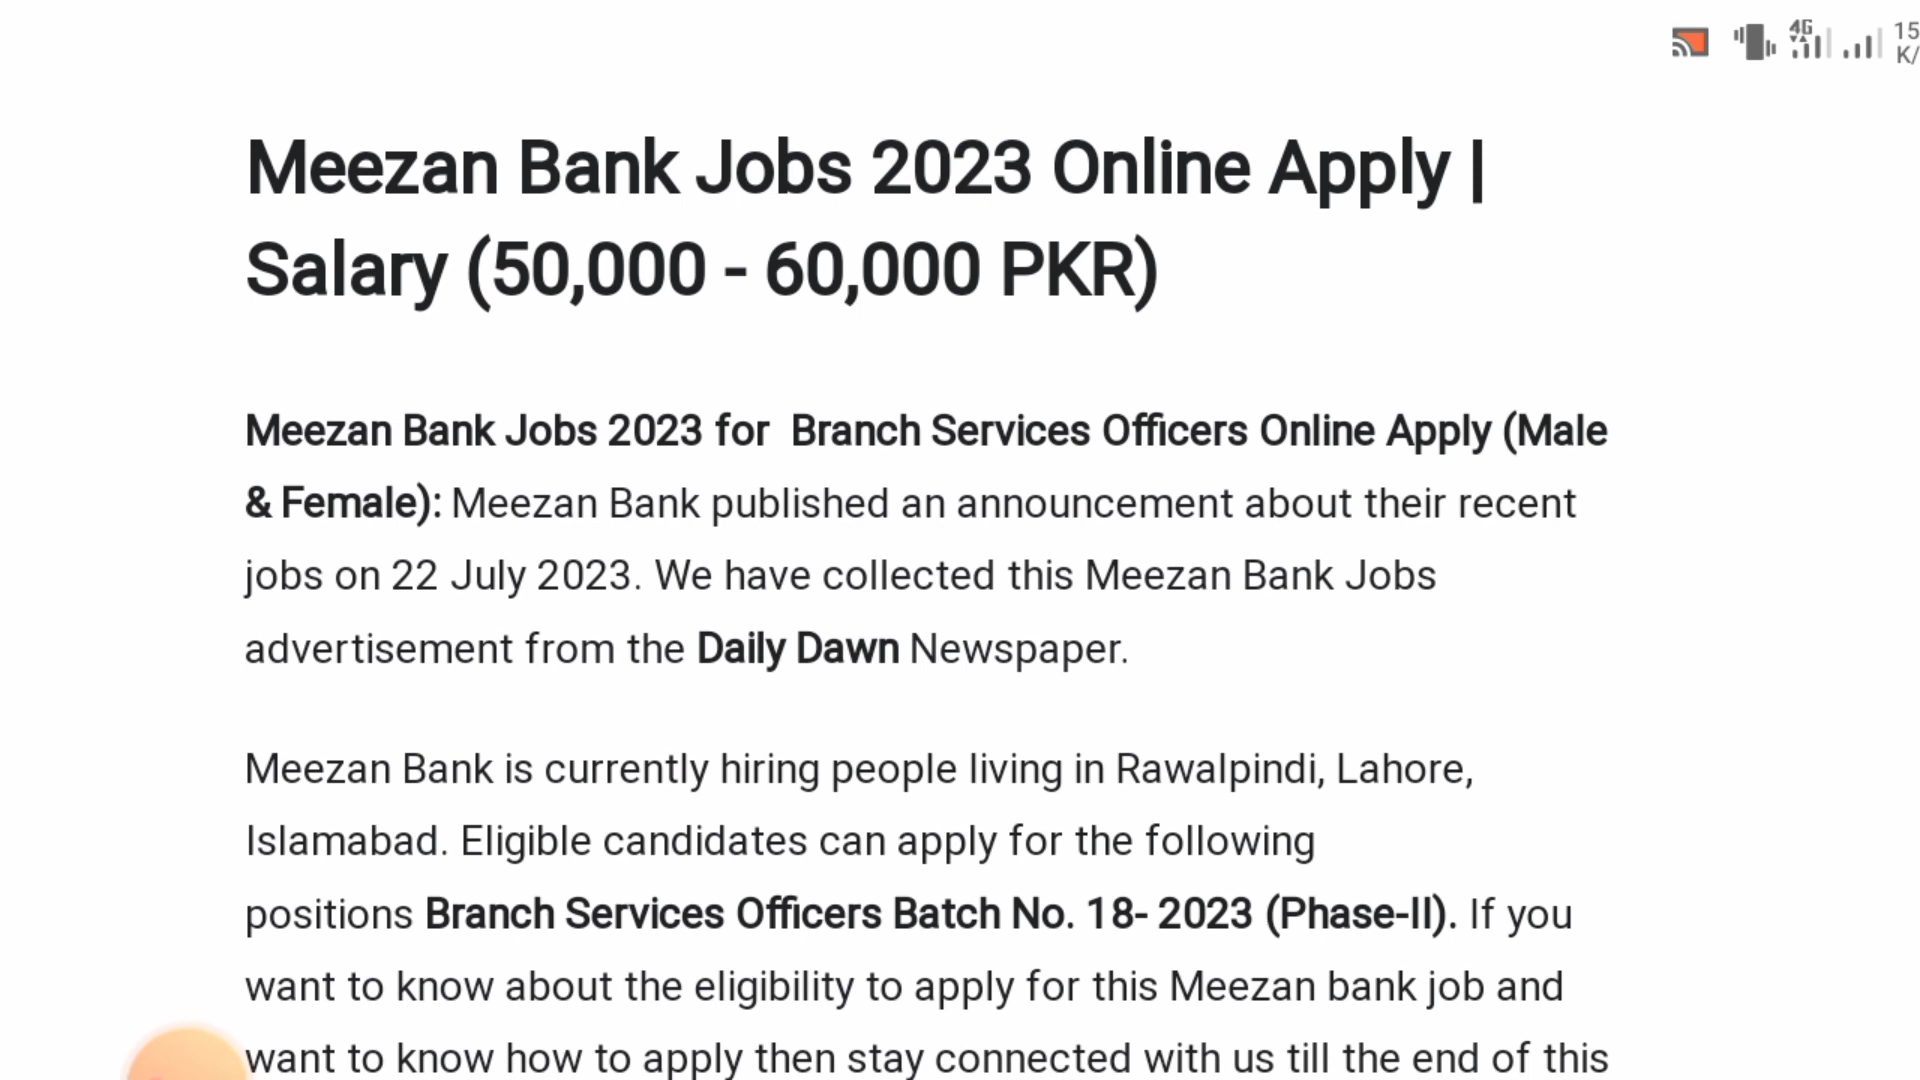 4G
15
K/
Meezan Bank Jobs 2023 Online Apply |
Salary (50,000 - 60,000 PKR)
Meezan Bank Jobs 2023 for  Branch Services Officers Online Apply (Male
& Female): Meezan Bank published an announcement about their recent
jobs on 22 July 2023. We have collected this Meezan Bank Jobs
advertisement from the Daily Dawn Newspaper.
Meezan Bank is currently hiring people living in Rawalpindi, Lahore,
Islamabad. Eligible candidates can apply for the following
positions Branch Services Officers Batch No. 18- 2023 (Phase-II). If you
want to know about the eligibility to apply for this Meezan bank job and
want to know how to apply then stay connected with us till the end of this